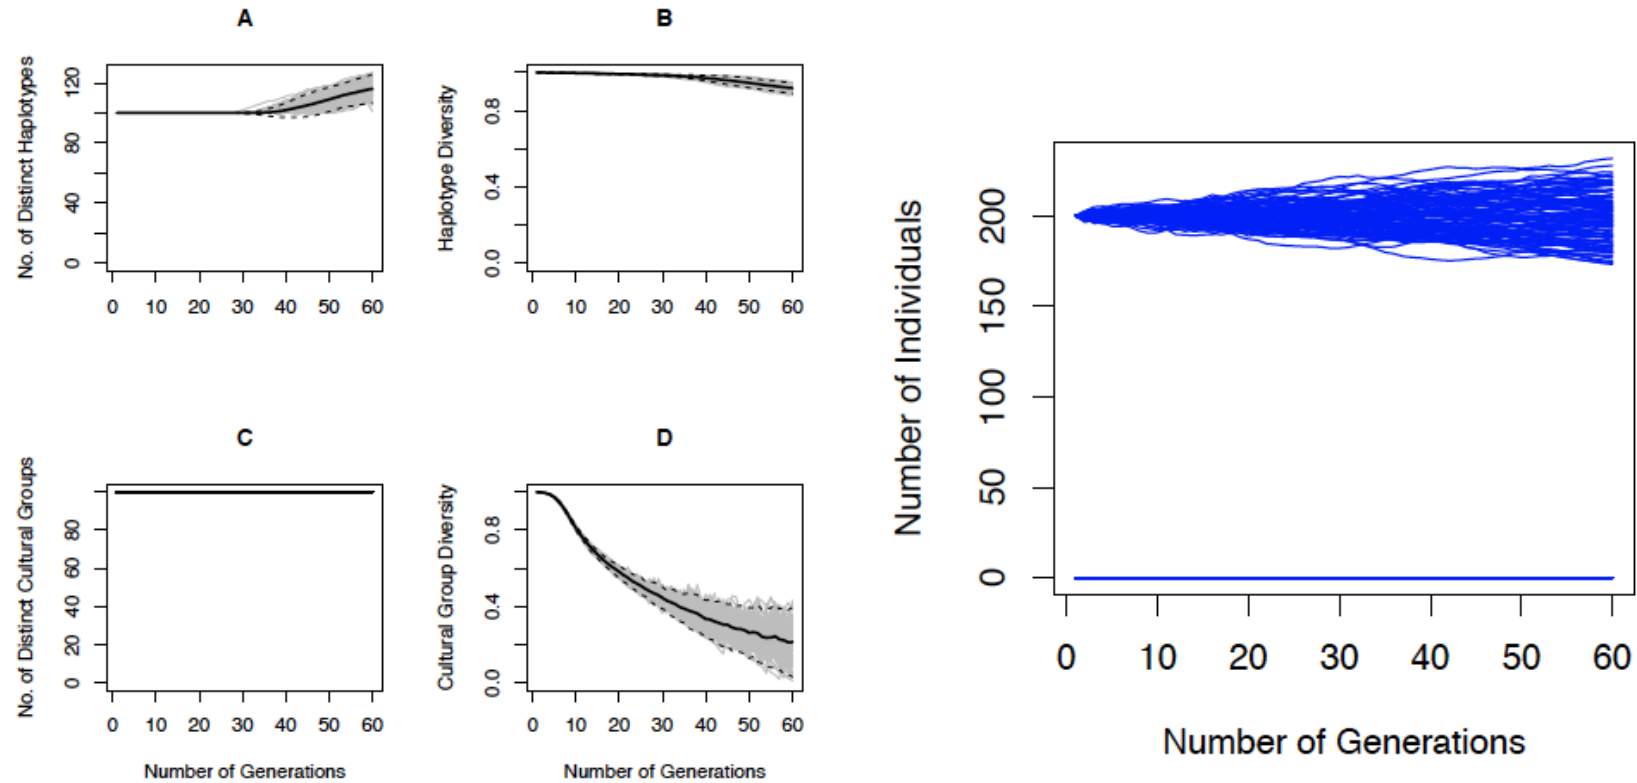 A
No. of Distinct Haplotypes
120
80
40
0
0 10 20 30 40 50 60
B
Haplotype Diversity
0.8
0.4
0.0
0 10 20 30 40 50 60
C
No. of Distinct Cultural Groups
80
60
40
20
0
0 10 20 30 40 50 60
Number of Generations
D
Cultural Group Diversity
0.8
0.4
0.0
0 10 20 30 40 50 60
Number of Generations
Number of Individuals
200
150
100
50
0
0 10 20 30 40 50 60
Number of Generations